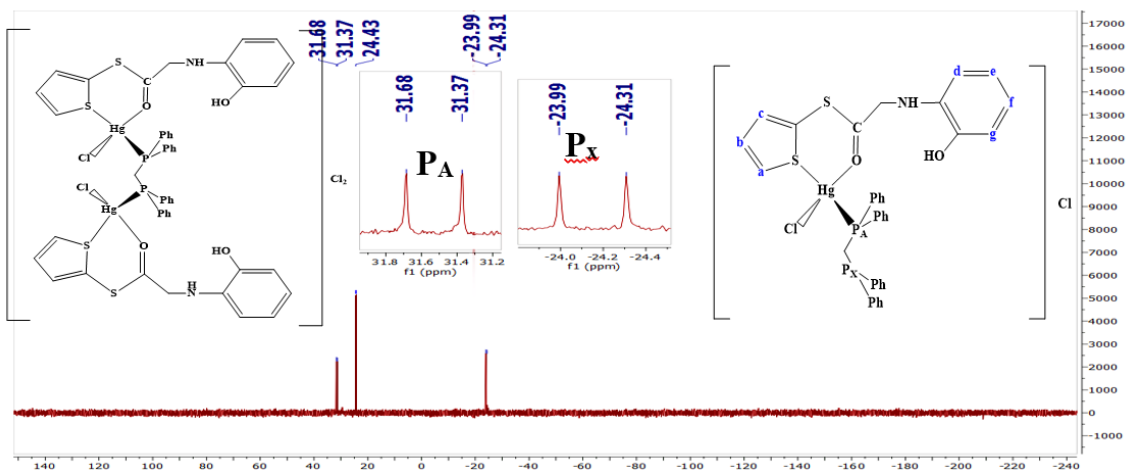 31.68
31.37
24.43
-23.99
-24.31
S
C
NH
HO
S
O
Hg
Cl
P
Ph
Ph
Cl
P
Ph
Ph
Hg
S
O
HO
S
N
H
Cl₂
31.68
31.37
P_A
31.8 31.6 31.4 31.2
f1 (ppm)
-23.99
-24.31
P_X
-24.0 -24.2 -24.4
f1 (ppm)
d
e
f
g
S
C
NH
HO
c
b
a
S
O
Hg
Cl
Ph
Ph
P_A
P_X
Ph
Ph
Cl
17000
16000
15000
14000
13000
12000
11000
10000
9000
8000
7000
6000
5000
4000
3000
2000
1000
0
-1000
140 120 100 80 60 40 20 0 -20 -40 -60 -80 -100 -120 -140 -160 -180 -200 -220 -240